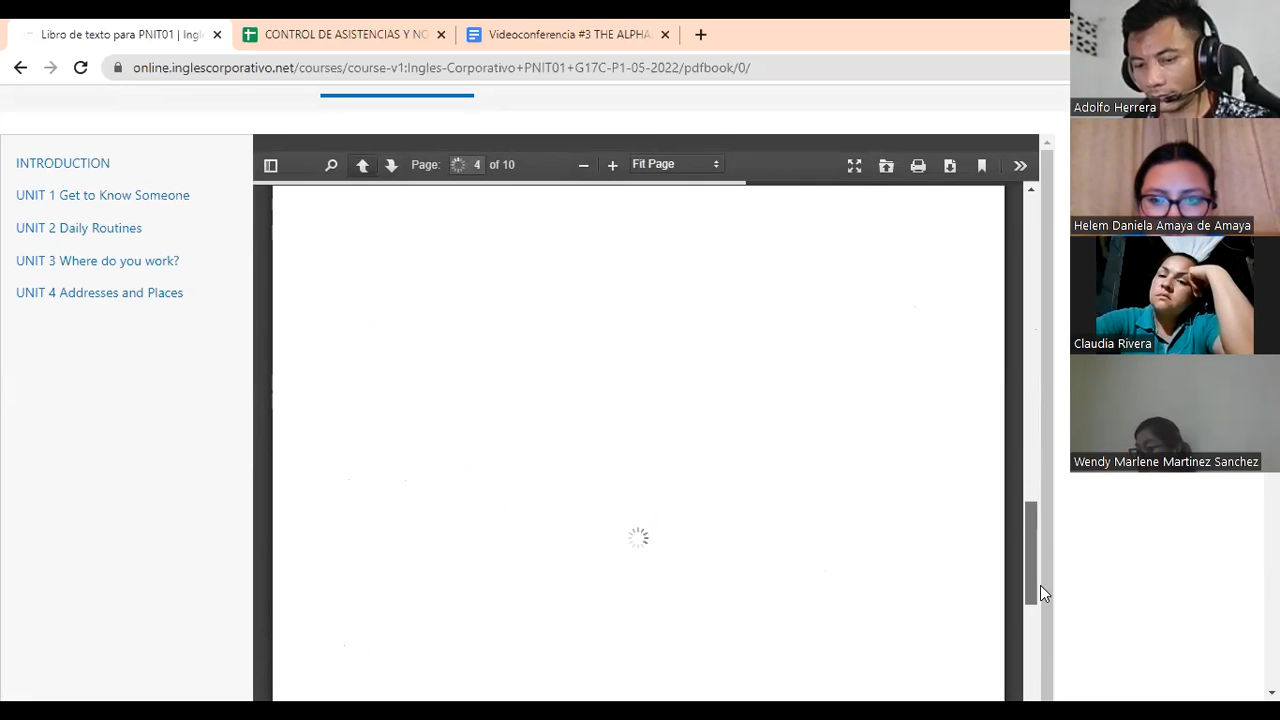 Libro de texto para PNIT01 | Ingl
CONTROL DE ASISTENCIAS Y NO
Videoconferencia #3 THE ALPHA
online.inglescorporativo.net/courses/course-v1:Ingles-Corporativo+PNIT01+G17C-P1-05-2022/pdfbook/0/
INTRODUCTION
UNIT 1 Get to Know Someone
UNIT 2 Daily Routines
UNIT 3 Where do you work?
UNIT 4 Addresses and Places
Page: 4 of 10
Fit Page
Adolfo Herrera
Helem Daniela Amaya de Amaya
Claudia Rivera
Wendy Marlene Martinez Sanchez